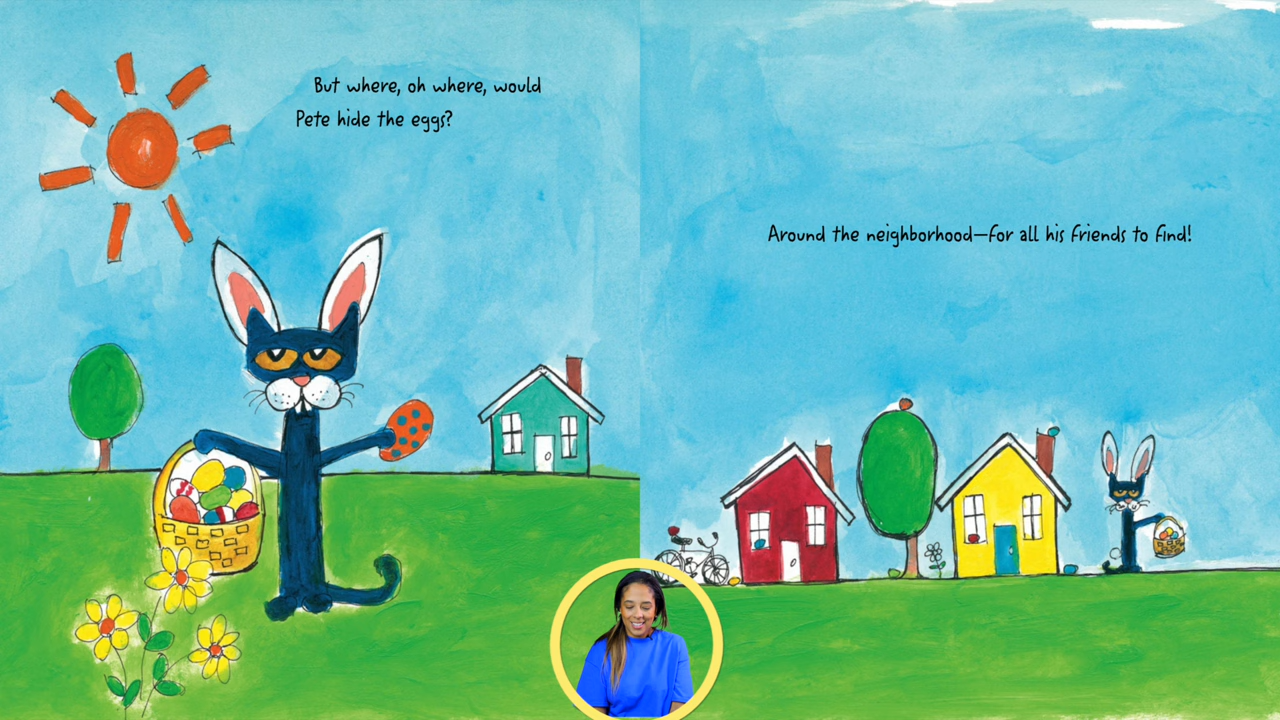 But where, oh where, would
Pete hide the eggs?
Around the neighborhood—for all his friends to find!